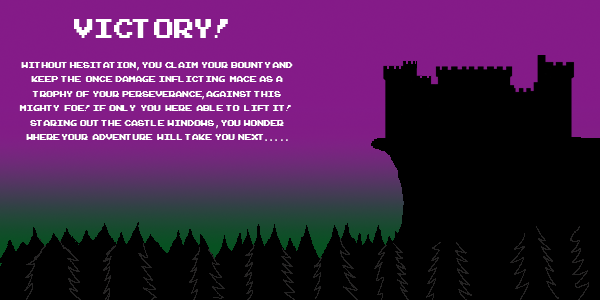 VICTORY!
WITHOUT HESITATION, YOU CLAIM YOUR BOUNTY AND
KEEP THE ONCE DAMAGE INFLICTING MACE AS A
TROPHY OF YOUR PERSEVERANCE, AGAINST THIS
MIGHTY FOE! IF ONLY YOU WERE ABLE TO LIFT IT!
STARING OUT THE CASTLE WINDOWS, YOU WONDER
WHERE YOUR ADVENTURE WILL TAKE YOU NEXT.....